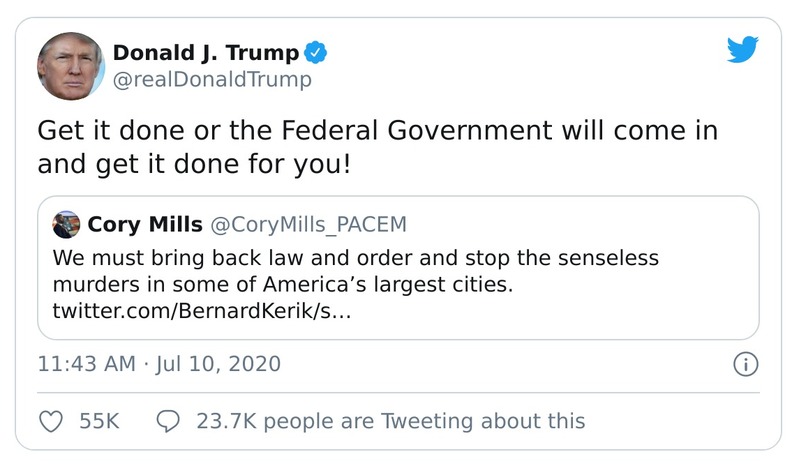 Donald J. Trump
@realDonaldTrump
Get it done or the Federal Government will come in
and get it done for you!
Cory Mills @CoryMills_PACEM
We must bring back law and order and stop the senseless
murders in some of America’s largest cities.
twitter.com/BernardKerik/s…
11:43 AM · Jul 10, 2020
55K 23.7K people are Tweeting about this